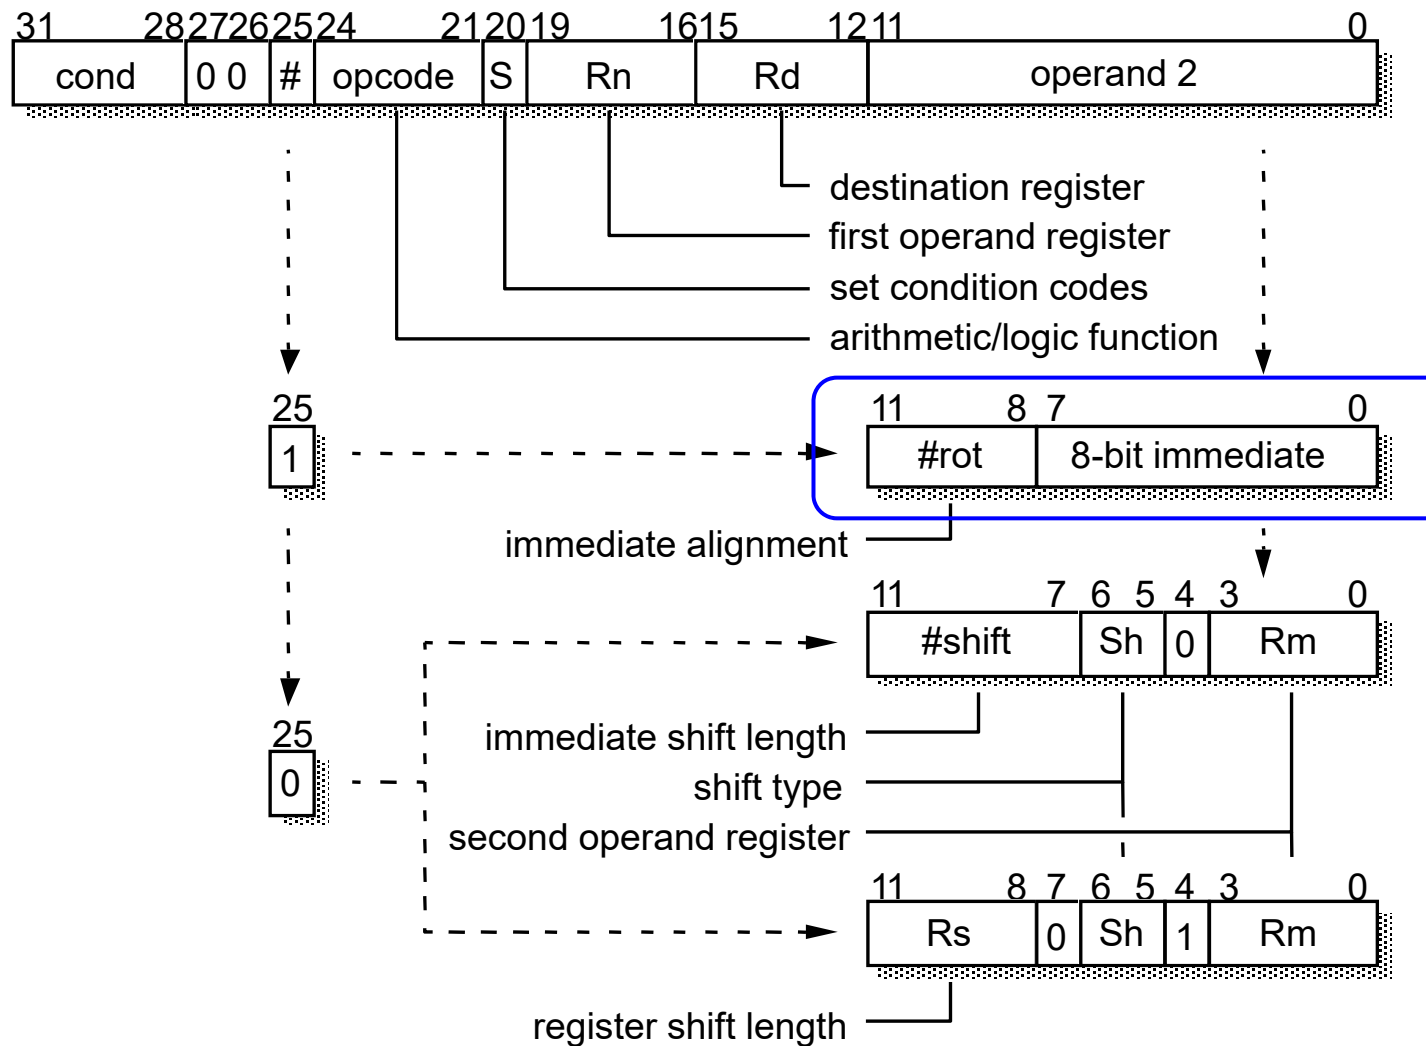 31 28 27 26 25 24 21 20 19 16 15 12 11 0
cond 0 0 # opcode S Rn Rd operand 2
destination register
first operand register
set condition codes
arithmetic/logic function
25 11 8 7 0
1 #rot 8-bit immediate
immediate alignment
11 7 6 5 4 3 0
#shift Sh 0 Rm
25
immediate shift length
0
shift type
second operand register
11 8 7 6 5 4 3 0
Rs 0 Sh 1 Rm
register shift length